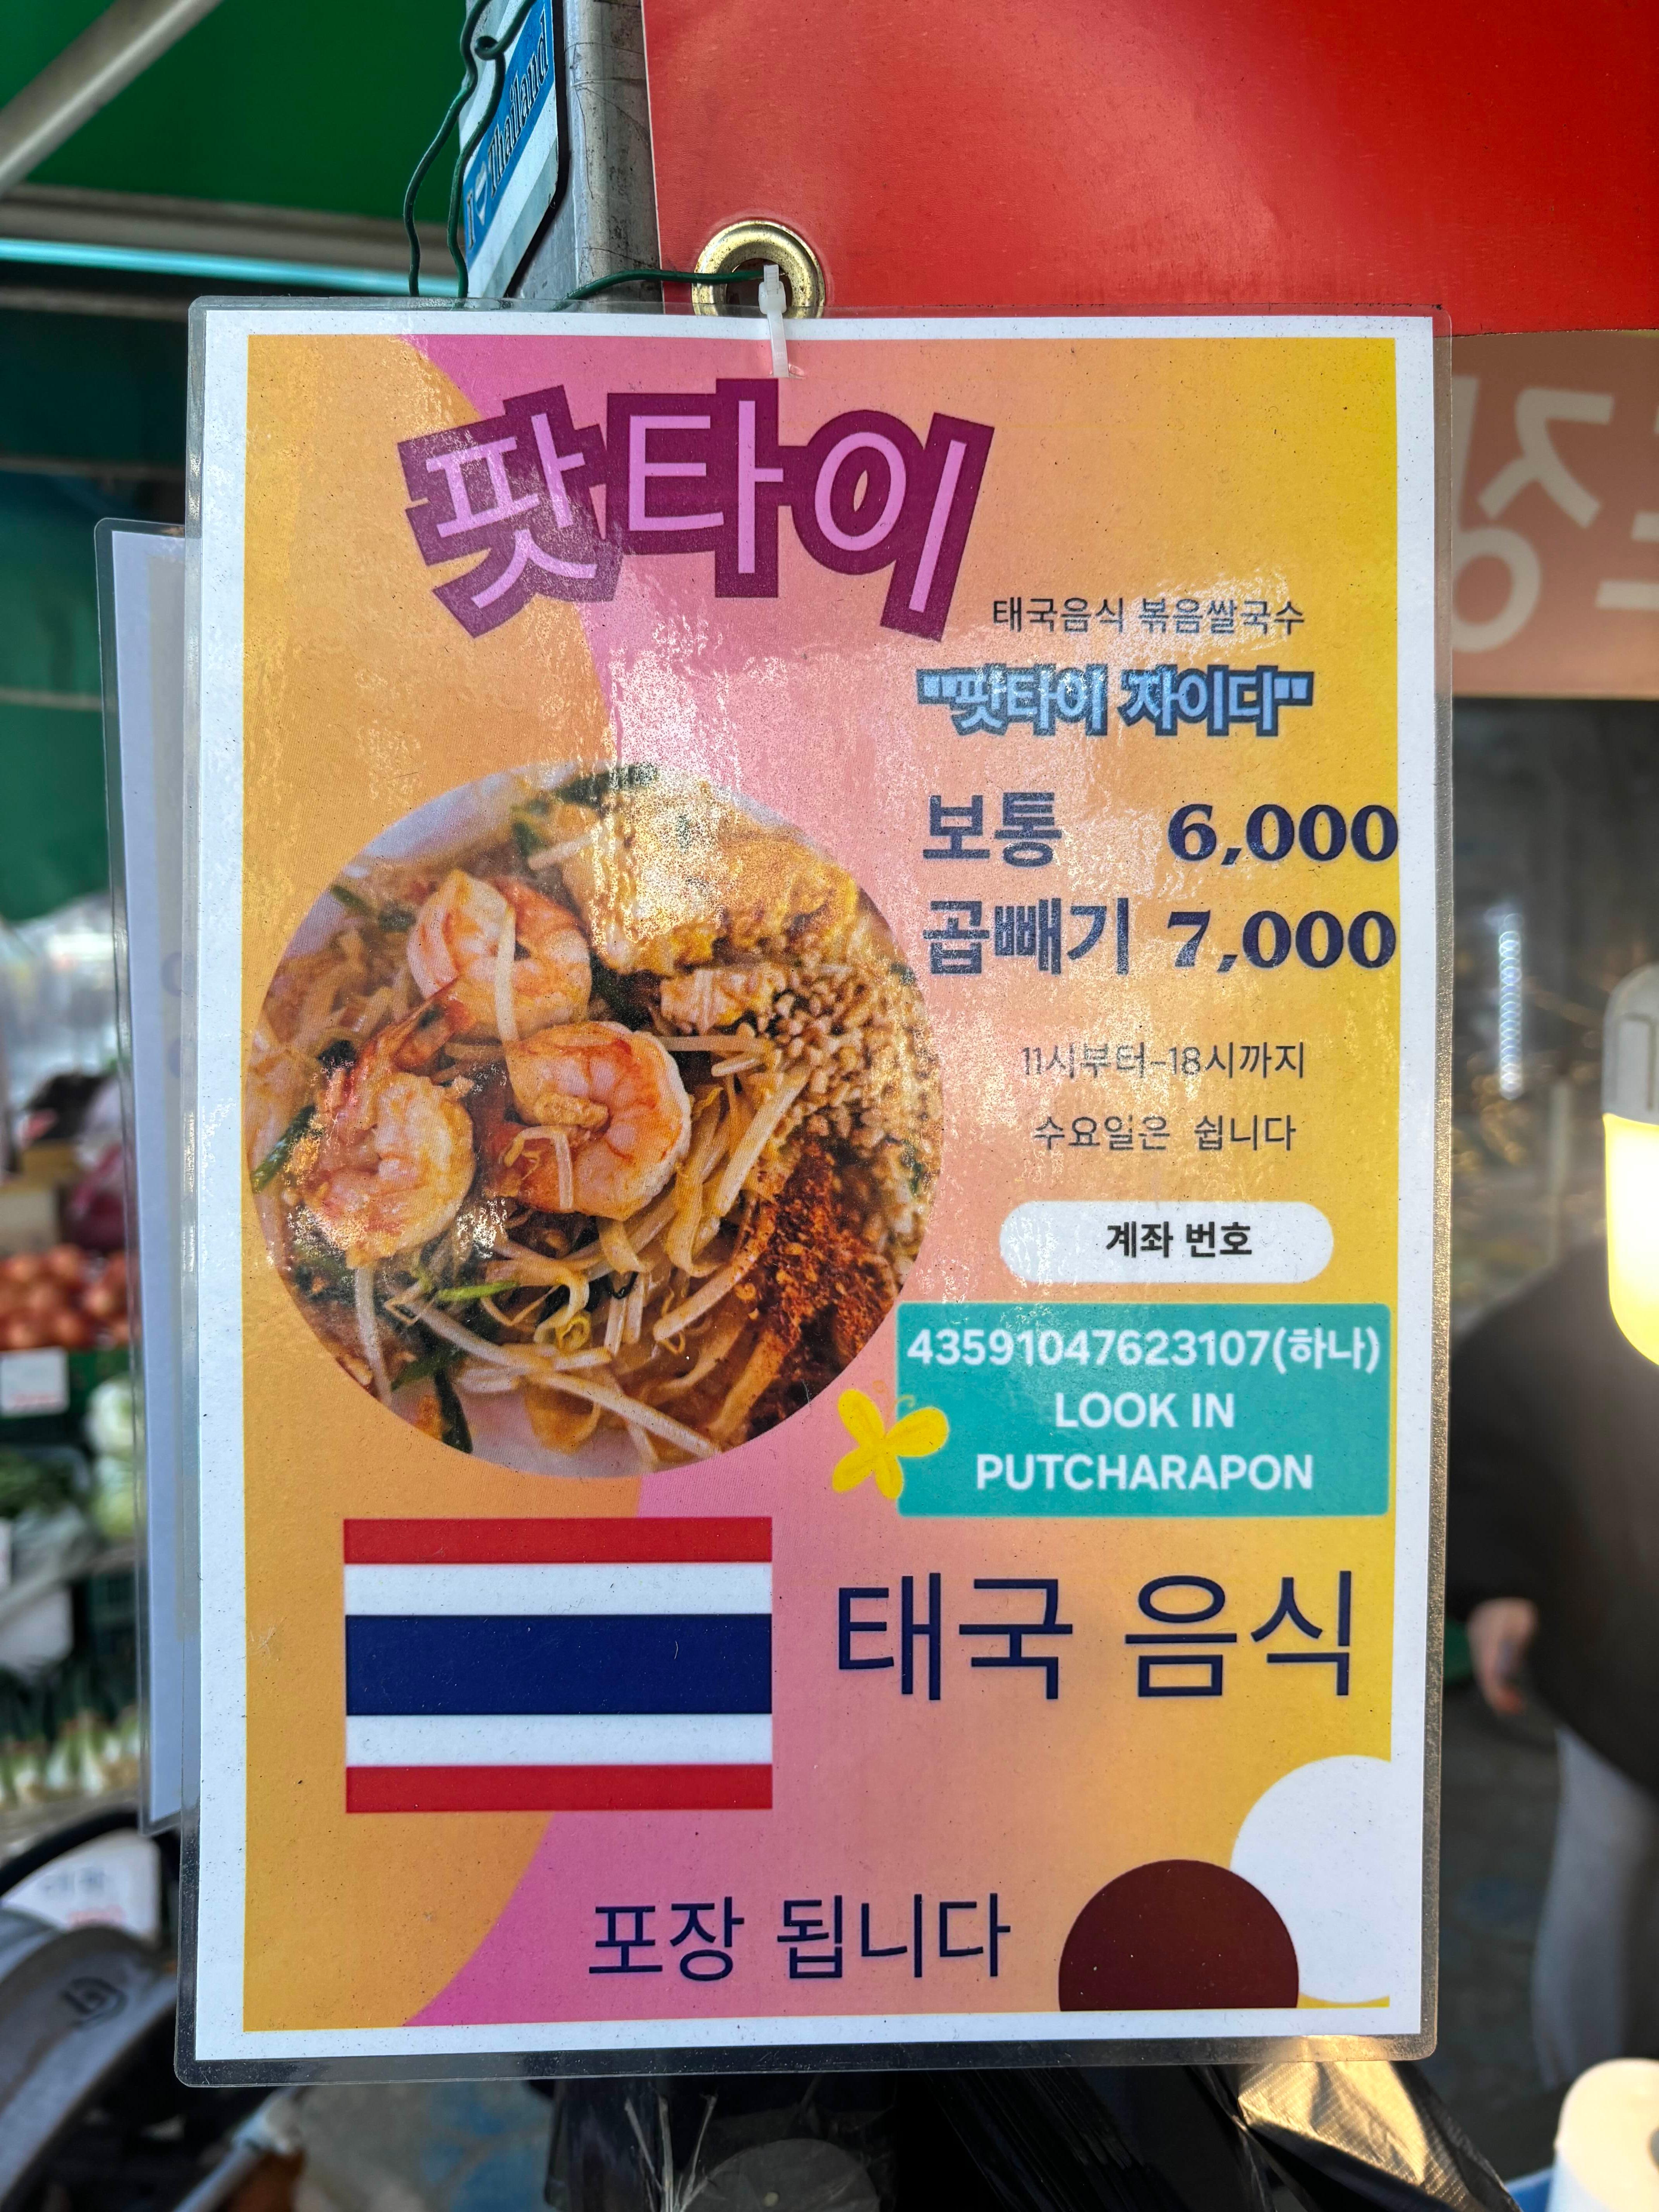 I Thailand
팟타이
태국음식 볶음쌀국수
"팟타이 자이디"
보통 6,000
곱빼기 7,000
11시부터-18시까지
수요일은 쉽니다
계좌 번호
43591047623107(하나)
LOOK IN
PUTCHARAPON
태국 음식
포장 됩니다